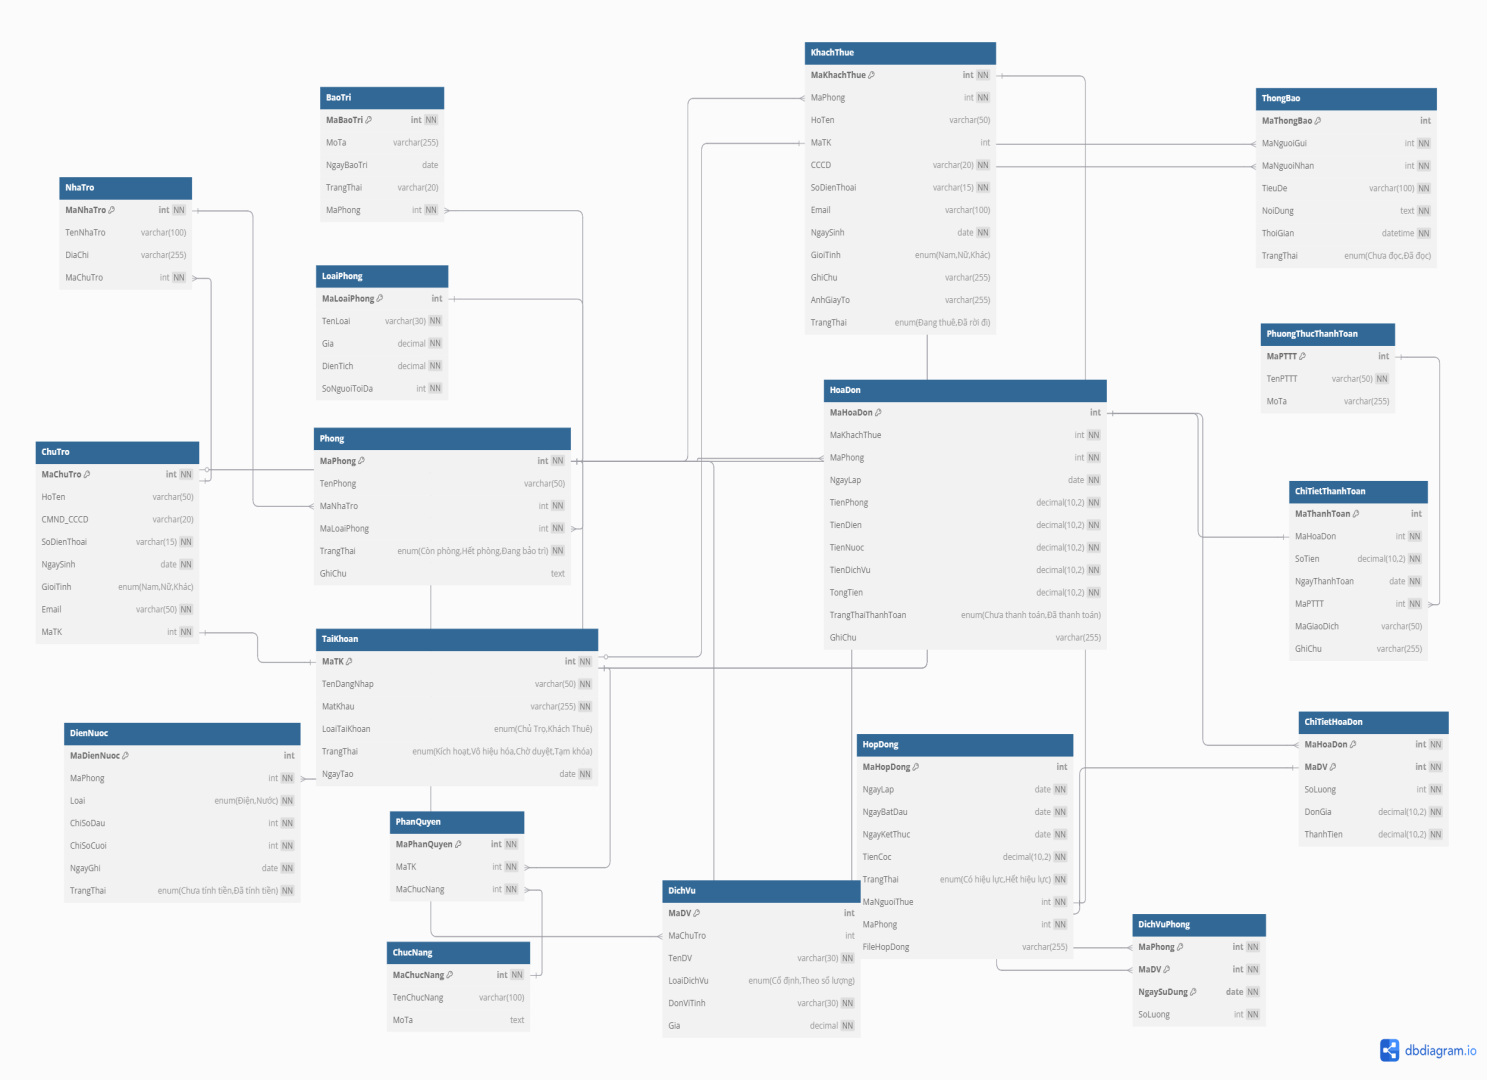 KhachThue
MaKhachThue int NN
MaPhong int NN
HoTen varchar(50)
MaTK int
CCCD varchar(20) NN
SoDienThoai varchar(15) NN
Email varchar(100)
NgaySinh date NN
GioiTinh enum(Nam,Nữ,Khác)
GhiChu varchar(255)
AnhGiayTo varchar(255)
TrangThai enum(Đang thuê,Đã rời đi)
BaoTri
MaBaoTri int NN
MoTa varchar(255)
NgayBaoTri date
TrangThai varchar(20)
MaPhong int NN
ThongBao
MaThongBao int
MaNguoiGui int NN
MaNguoiNhan int NN
TieuDe varchar(100) NN
NoiDung text NN
ThoiGian datetime NN
TrangThai enum(Chưa đọc,Đã đọc)
NhaTro
MaNhaTro int NN
TenNhaTro varchar(100)
DiaChi varchar(255)
MaChuTro int NN
LoaiPhong
MaLoaiPhong int
TenLoai varchar(30) NN
Gia decimal NN
DienTich decimal NN
SoNguoiToiDa int NN
PhuongThucThanhToan
MaPTTT int
TenPTTT varchar(50) NN
MoTa varchar(255)
HoaDon
MaHoaDon int
MaKhachThue int NN
MaPhong int NN
NgayLap date NN
TienPhong decimal(10,2) NN
TienDien decimal(10,2) NN
TienNuoc decimal(10,2) NN
TienDichVu decimal(10,2) NN
TongTien decimal(10,2) NN
TrangThaiThanhToan enum(Chưa thanh toán,Đã thanh toán)
GhiChu varchar(255)
Phong
MaPhong int NN
TenPhong varchar(50)
MaNhaTro int NN
MaLoaiPhong int NN
TrangThai enum(Còn phòng,Hết phòng,Đang bảo trì) NN
GhiChu text
ChuTro
MaChuTro int NN
HoTen varchar(50)
CMND_CCCD varchar(20)
SoDienThoai varchar(15) NN
NgaySinh date NN
GioiTinh enum(Nam,Nữ,Khác)
Email varchar(50) NN
MaTK int NN
ChiTietThanhToan
MaThanhToan int
MaHoaDon int NN
SoTien decimal(10,2) NN
NgayThanhToan date NN
MaPTTT int NN
MaGiaoDich varchar(50)
GhiChu varchar(255)
TaiKhoan
MaTK int NN
TenDangNhap varchar(50) NN
MatKhau varchar(255) NN
LoaiTaiKhoan enum(Chủ Trọ,Khách Thuê)
TrangThai enum(Kích hoạt,Vô hiệu hóa,Chờ duyệt,Tạm khóa)
NgayTao date NN
DienNuoc
MaDienNuoc int
MaPhong int NN
Loai enum(Điện,Nước) NN
ChiSoDau int NN
ChiSoCuoi int NN
NgayGhi date NN
TrangThai enum(Chưa tính tiền,Đã tính tiền) NN
ChiTietHoaDon
MaHoaDon int NN
MaDV int NN
SoLuong int NN
DonGia decimal(10,2) NN
ThanhTien decimal(10,2) NN
HopDong
MaHopDong int
NgayLap date NN
NgayBatDau date NN
NgayKetThuc date NN
TienCoc decimal(10,2) NN
TrangThai enum(Có hiệu lực,Hết hiệu lực) NN
MaNguoiThue int NN
MaPhong int NN
FileHopDong varchar(255)
PhanQuyen
MaPhanQuyen int NN
MaTK int NN
MaChucNang int NN
DichVu
MaDV int
MaChuTro int
TenDV varchar(30) NN
LoaiDichVu enum(Cố định,Theo số lượng)
DonViTinh varchar(30) NN
Gia decimal NN
DichVuPhong
MaPhong int NN
MaDV int NN
NgaySuDung date NN
SoLuong int NN
ChucNang
MaChucNang int NN
TenChucNang varchar(100)
MoTa text
dbdiagram.io